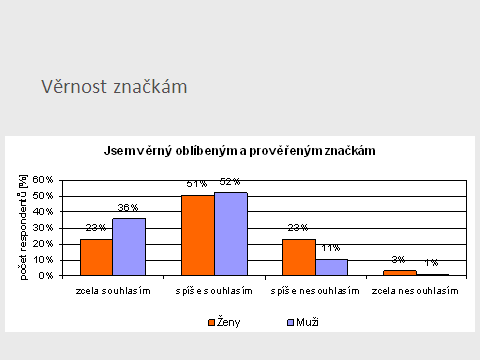 Věrnost značkám
Jsem věrný oblíbeným a prověřeným značkám
počet respondentů [%]
60%
50%
40%
30%
20%
10%
0%
23% 36% 51% 52% 23% 11% 3% 1%
zcela souhlasím spíše souhlasím spíše nesouhlasím zcela nesouhlasím
Ženy Muži